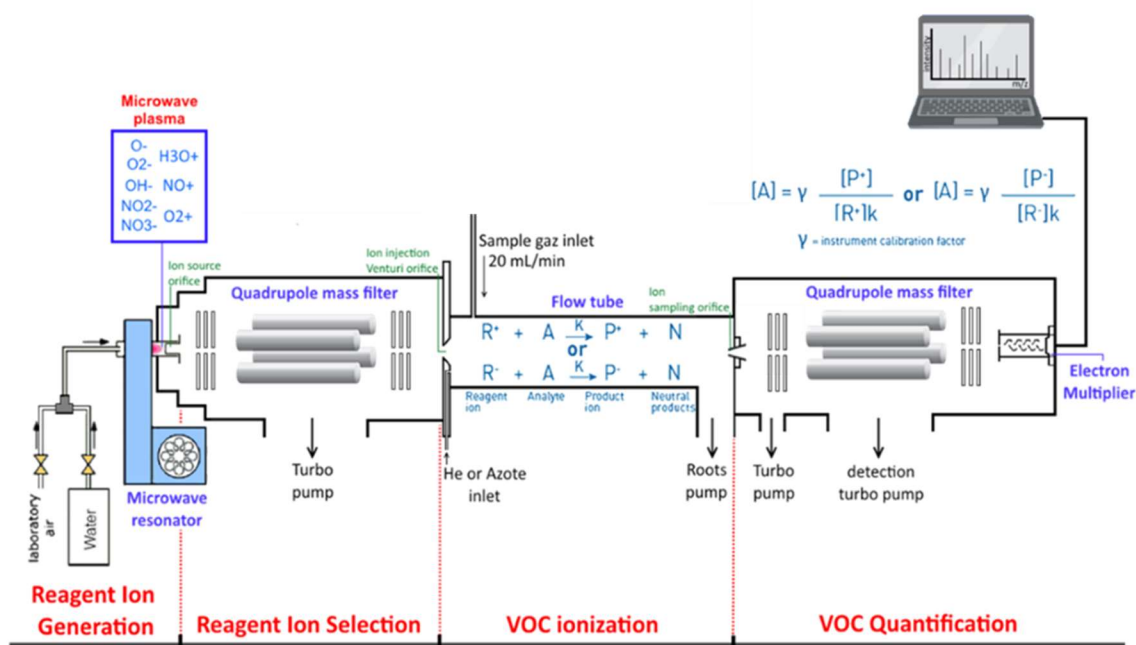 intensity
m/z
Microwave
plasma
O-
O2-
OH-
NO2-
NO3-
H3O+
NO+
O2+
[A] = γ [P+] / [R+]k or [A] = γ [P-] / [R-]k
γ = instrument calibration factor
Ion source
orifice
Quadrupole mass filter
Ion injection
Venturi orifice
Sample gaz inlet
20 mL/min
Flow tube
Ion
sampling orifice
Quadrupole mass filter
R+ + A K P+ + N
or
R- + A K P- + N
Reagent
ion
Analyte
Product
ion
Neutral
products
Electron
Multiplier
Turbo
pump
He or Azote
inlet
Roots
pump
Turbo
pump
detection
turbo pump
Microwave
resonator
laboratory
air
Water
Reagent Ion
Generation
Reagent Ion Selection
VOC ionization
VOC Quantification